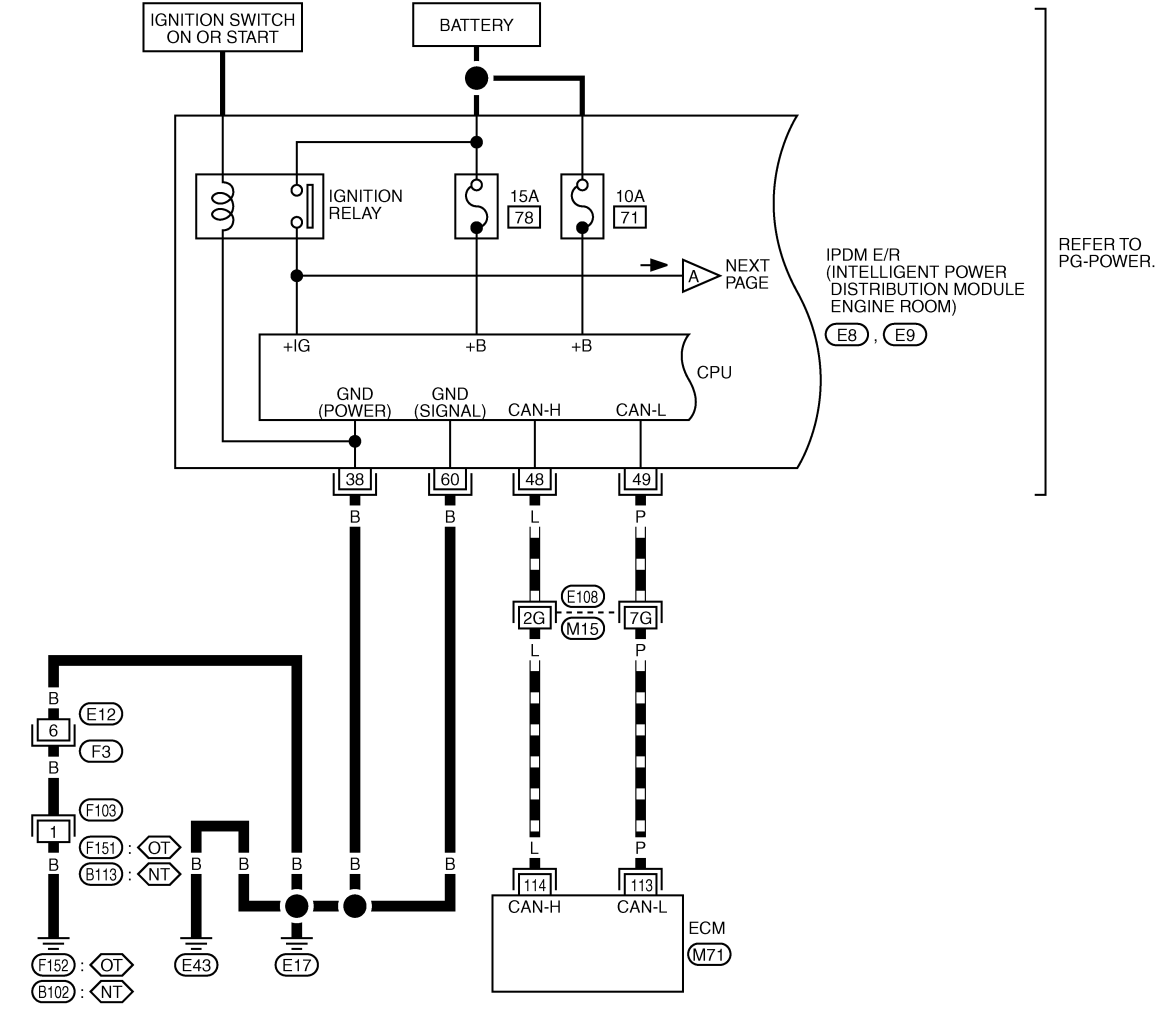 IGNITION SWITCH
ON OR START
BATTERY
IGNITION
RELAY
15A
78
10A
71
A
NEXT
PAGE
IPDM E/R
(INTELLIGENT POWER
DISTRIBUTION MODULE
ENGINE ROOM)
E8 , E9
REFER TO
PG-POWER.
+IG
+B
+B
CPU
GND
(POWER)
GND
(SIGNAL)
CAN-H
CAN-L
38
60
48
49
B
B
L
P
E108
2G
7G
M15
L
P
B
E12
6
F3
B
F103
1
F151 : OT
B113 : NT
B
B
B
B
B
B
L
P
114
113
CAN-H
CAN-L
ECM
M71
F152 : OT
B102 : NT
E43
E17